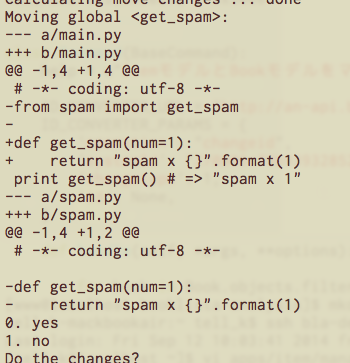 Calculating move changes ... done
Moving global <get_spam>:
--- a/main.py
+++ b/main.py
@@ -1,4 +1,4 @@
 # -*- coding: utf-8 -*-
-from spam import get_spam
-
+def get_spam(num=1):
+    return "spam x {}".format(1)
 print get_spam() # => "spam x 1"
--- a/spam.py
+++ b/spam.py
@@ -1,4 +1,2 @@
 # -*- coding: utf-8 -*-

-def get_spam(num=1):
-    return "spam x {}".format(1)
0. yes
1. no
Do the changes?